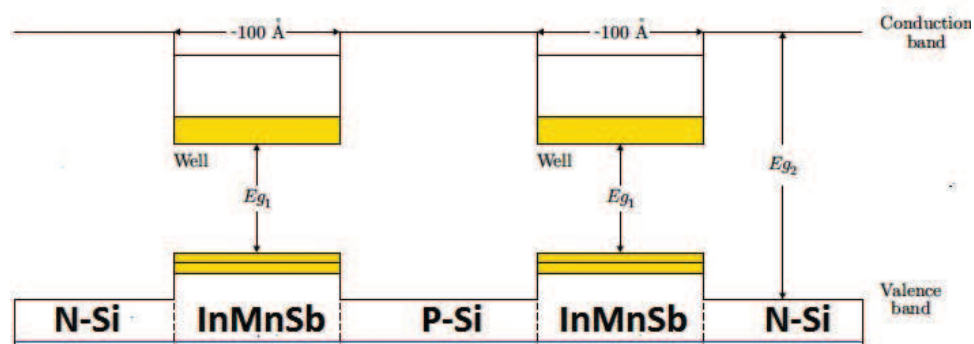 -100 Å
-100 Å
Conduction
band
Well
Well
Eg₁
Eg₁
Eg₂
Valence
band
N-Si
InMnSb
P-Si
InMnSb
N-Si